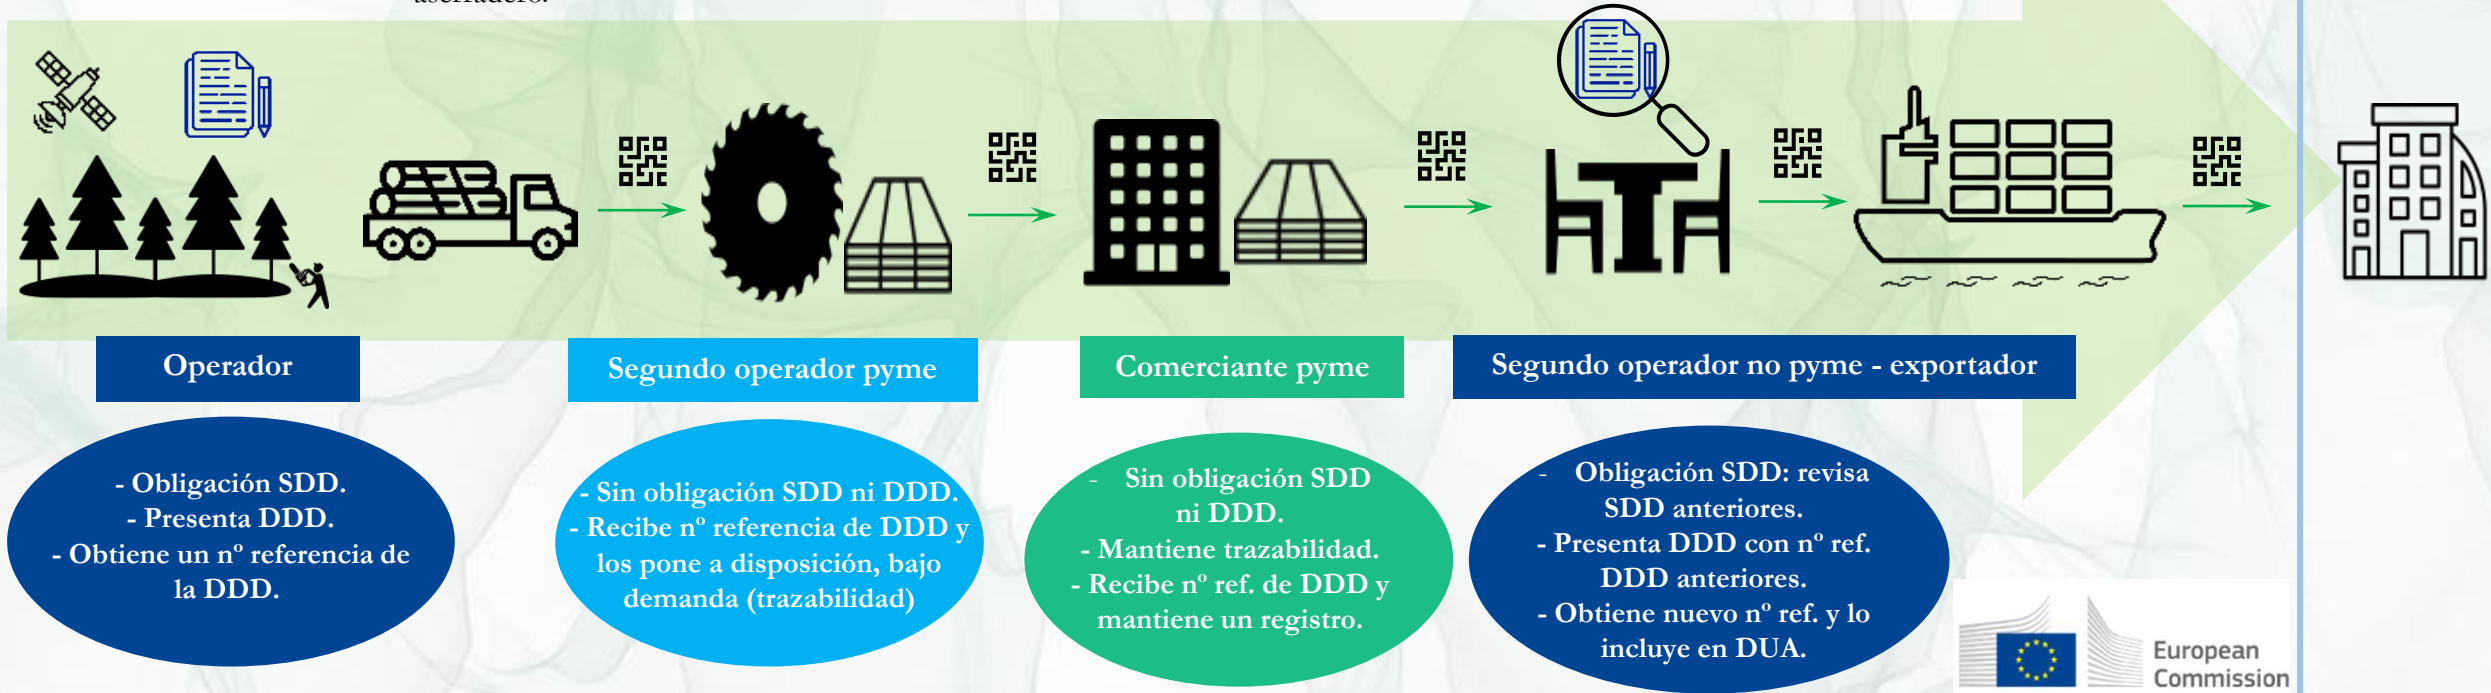 aserradero.
Operador
Segundo operador pyme
Comerciante pyme
Segundo operador no pyme - exportador
- Obligación SDD.
- Presenta DDD.
- Obtiene un nº referencia de
la DDD.
- Sin obligación SDD ni DDD.
- Recibe nº referencia de DDD y
los pone a disposición, bajo
demanda (trazabilidad)
- Sin obligación SDD
ni DDD.
- Mantiene trazabilidad.
- Recibe nº ref. de DDD y
mantiene un registro.
- Obligación SDD: revisa
SDD anteriores.
- Presenta DDD con nº ref.
DDD anteriores.
- Obtiene nuevo nº ref. y lo
incluye en DUA.
European
Commission